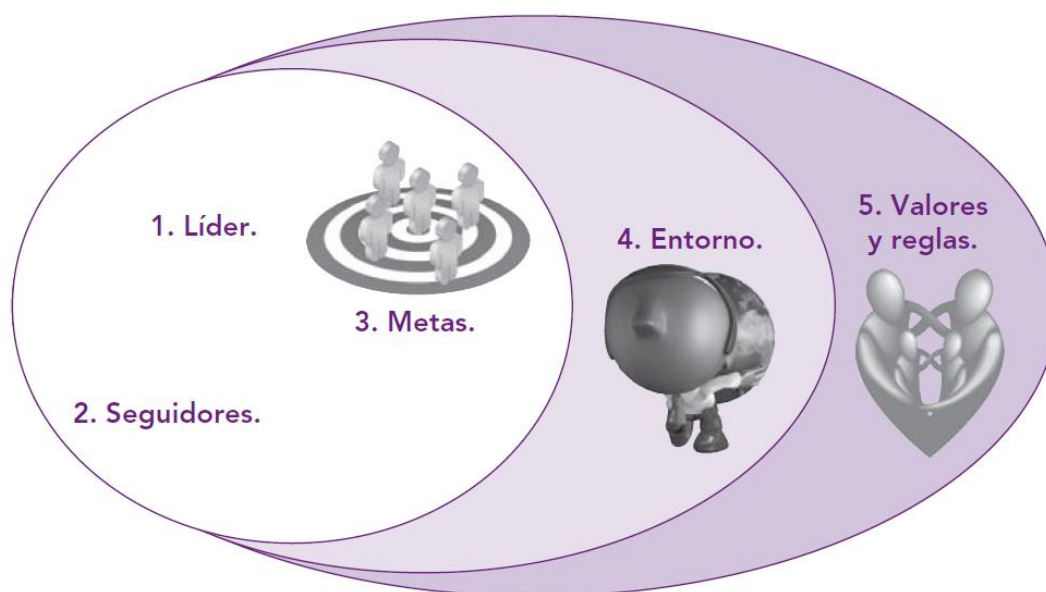 1. Líder.
2. Seguidores.
3. Metas.
4. Entorno.
5. Valores
y reglas.